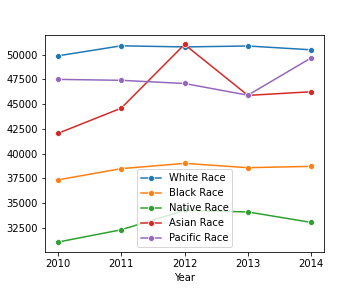 50000
47500
45000
42500
40000
37500
35000
32500
White Race
Black Race
Native Race
Asian Race
Pacific Race
2010 2011 2012 2013 2014
Year